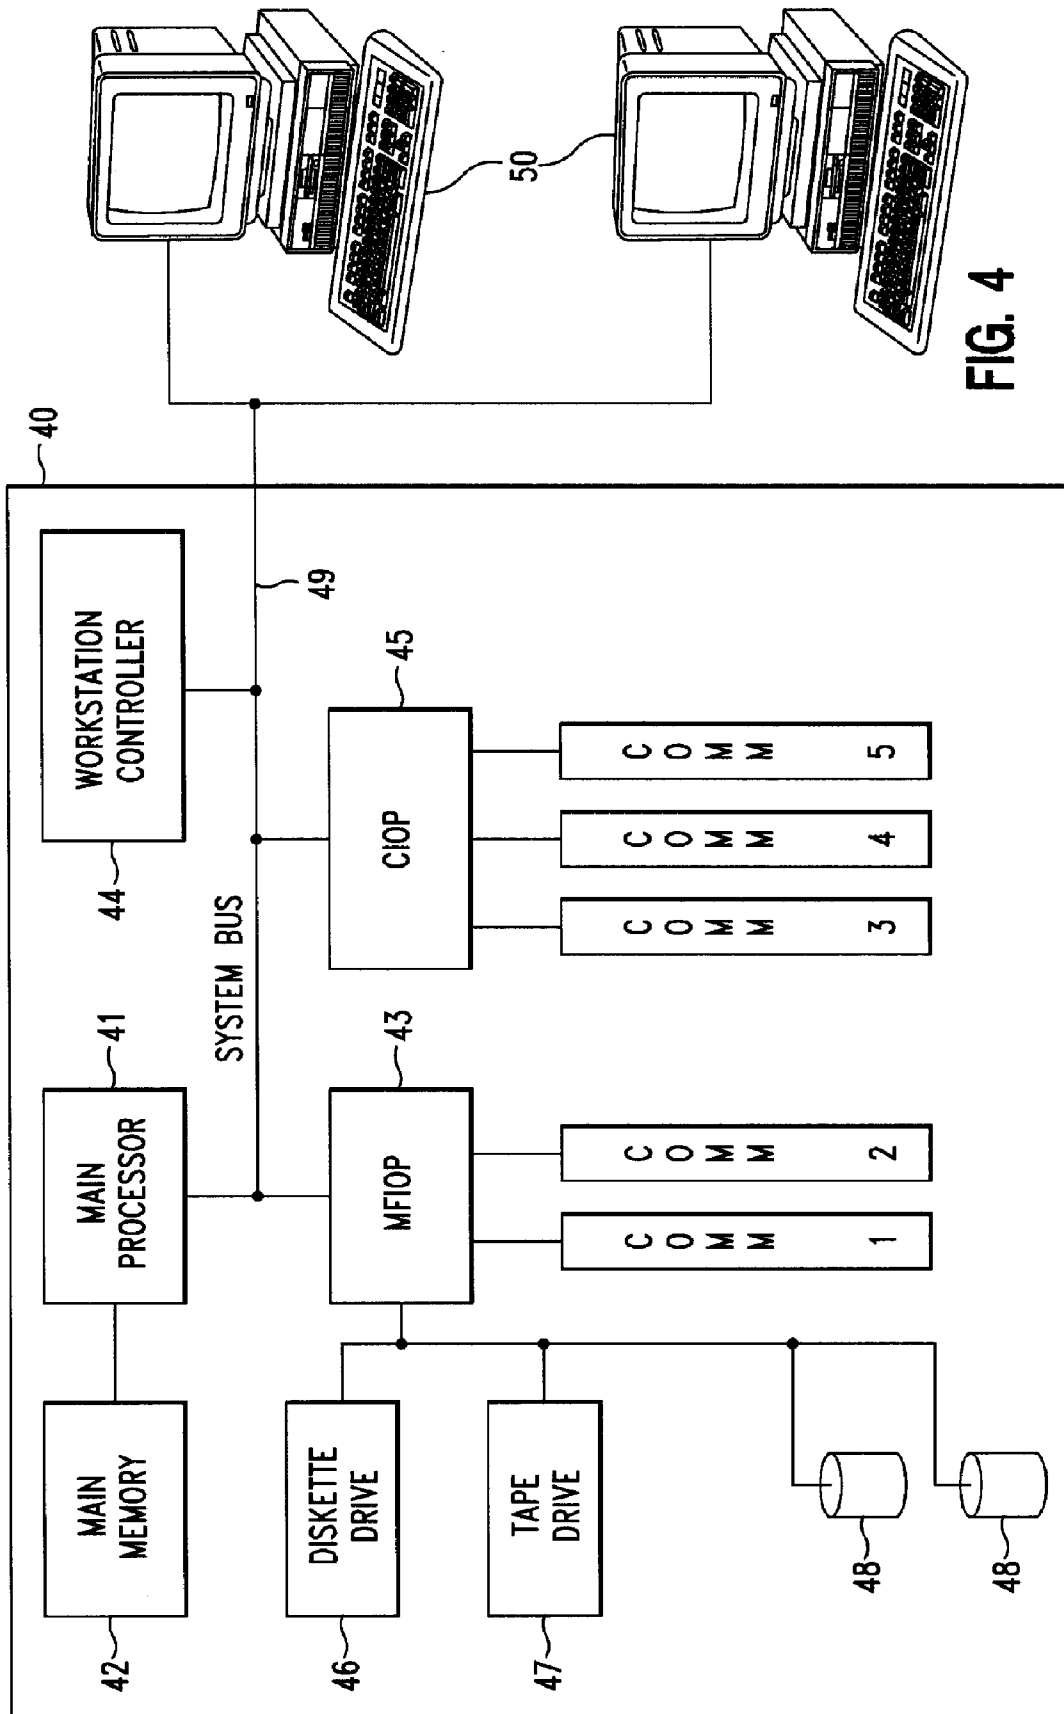 40
42
MAIN
MEMORY
MAIN
PROCESSOR
41
44
WORKSTATION
CONTROLLER
SYSTEM BUS
49
46
DISKETTE
DRIVE
MFIOP
43
CIOP
45
47
TAPE
DRIVE
COMM 1
COMM 2
COMM 3
COMM 4
COMM 5
48
48
50
FIG. 4